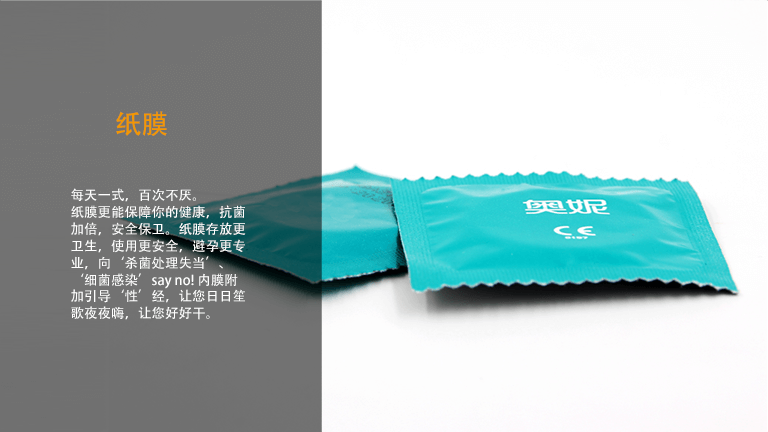 纸膜
每天一式，百次不厌。
纸膜更能保障你的健康，抗菌
加倍，安全保卫。纸膜存放更
卫生，使用更安全，避孕更专
业，向‘杀菌处理失当’、
‘细菌感染’say no! 内膜附
加引导‘性’经，让您日日笙
歌夜夜嗨，让您好好干。
奥妮
CE
0197